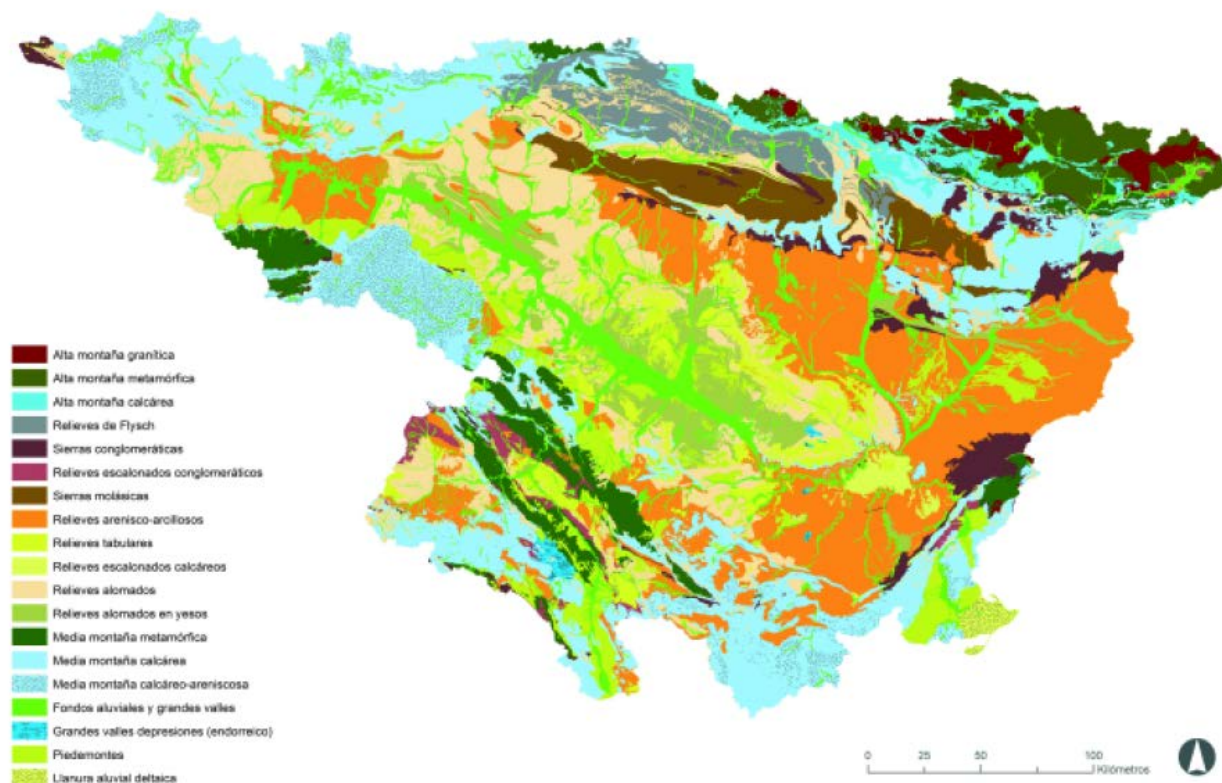 Alta montaña granítica
Alta montaña metamórfica
Alta montaña calcárea
Relieves de Flysch
Sierras conglomeráticas
Relieves escalonados conglomeráticos
Sierras molásicas
Relieves arenisco-arcillosos
Relieves tabulares
Relieves escalonados calcáreos
Relieves alomados
Relieves alomados en yesos
Media montaña metamórfica
Media montaña calcárea
Media montaña calcáreo-areniscosa
Fondos aluviales y grandes valles
Grandes valles depresiones (endorreico)
Piedemontes
Llanura aluvial deltaica
0 25 50 100
Kilómetros